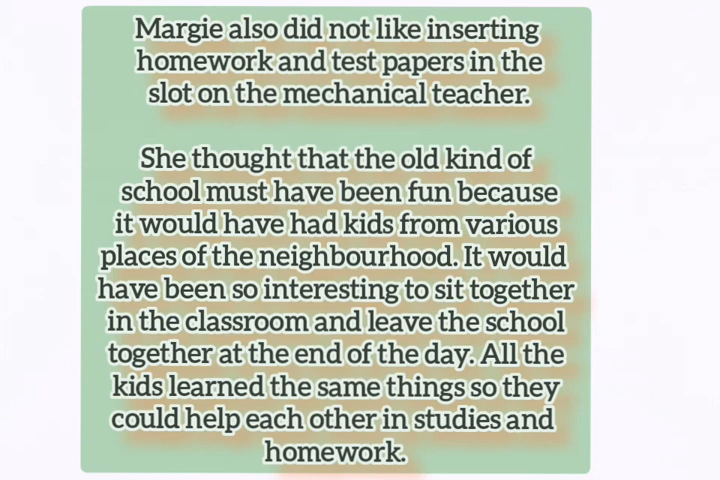 Margie also did not like inserting
homework and test papers in the
slot on the mechanical teacher.
She thought that the old kind of
school must have been fun because
it would have had kids from various
places of the neighbourhood. It would
have been so interesting to sit together
in the classroom and leave the school
together at the end of the day. All the
kids learned the same things so they
could help each other in studies and
homework.